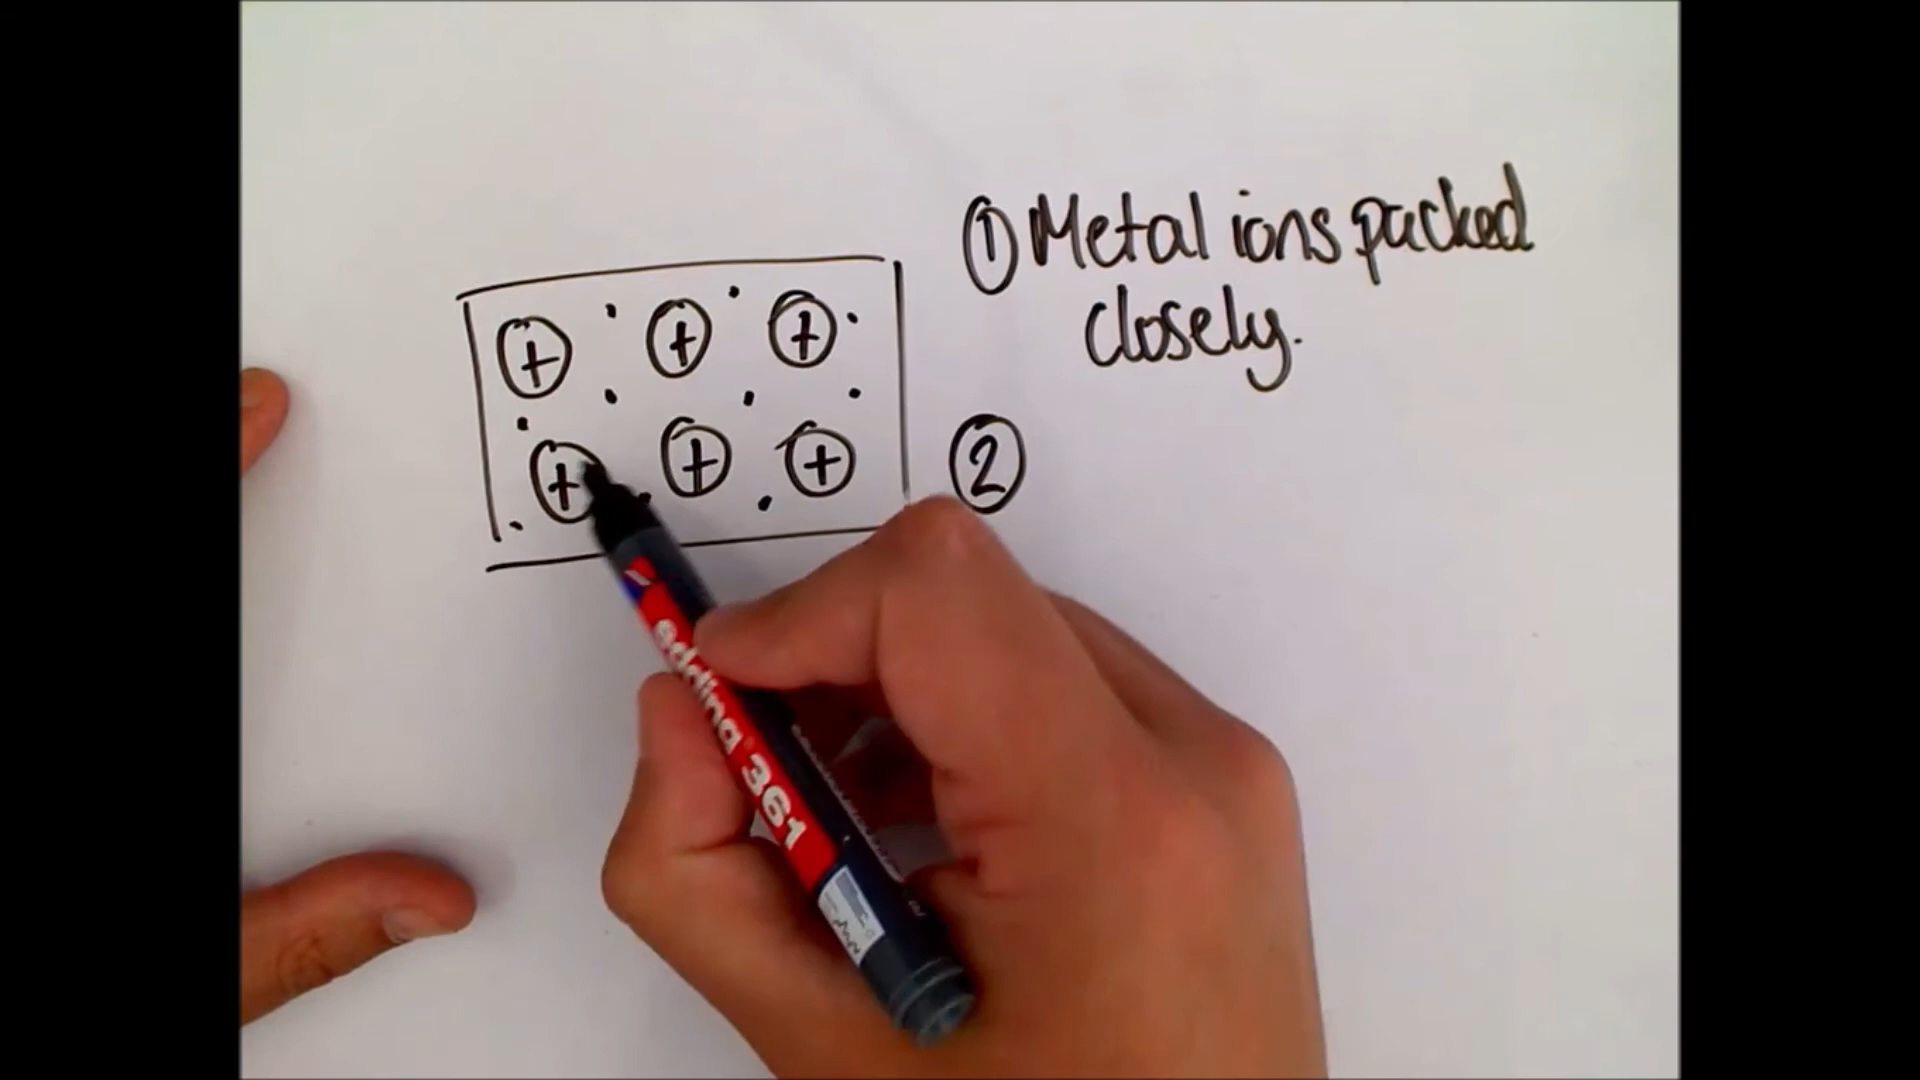 ① Metal ions packed
closely.
+ + +
+ + +
②
edding 361